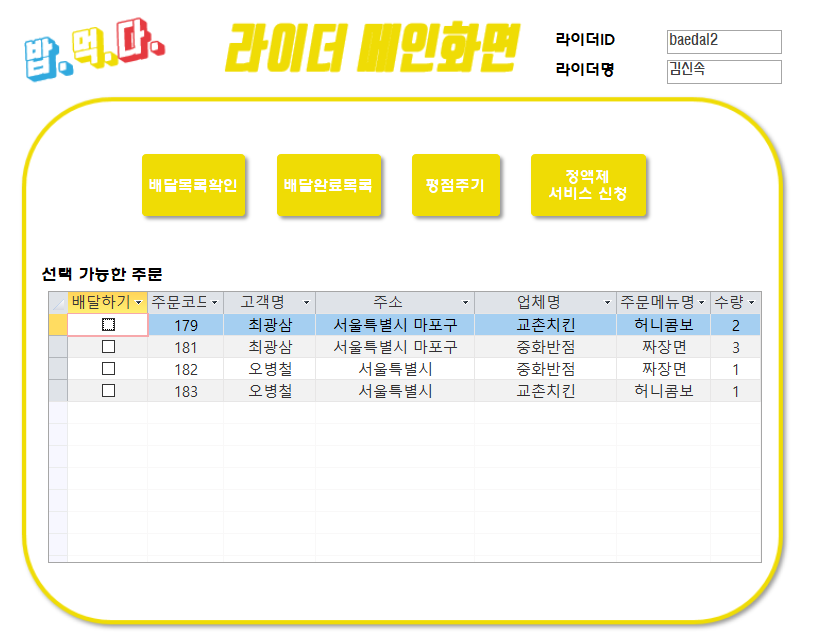 밥.먹.다.
라이더 메인화면
라이더ID
baedal2
라이더명
김신속
배달목록확인
배달완료목록
평점주기
정액제
서비스 신청
선택 가능한 주문
배달하기 주문코드 고객명 주소 업체명 주문메뉴명 수량
179 최광삼 서울특별시 마포구 교촌치킨 허니콤보 2
181 최광삼 서울특별시 마포구 중화반점 짜장면 3
182 오병철 서울특별시 중화반점 짜장면 1
183 오병철 서울특별시 교촌치킨 허니콤보 1